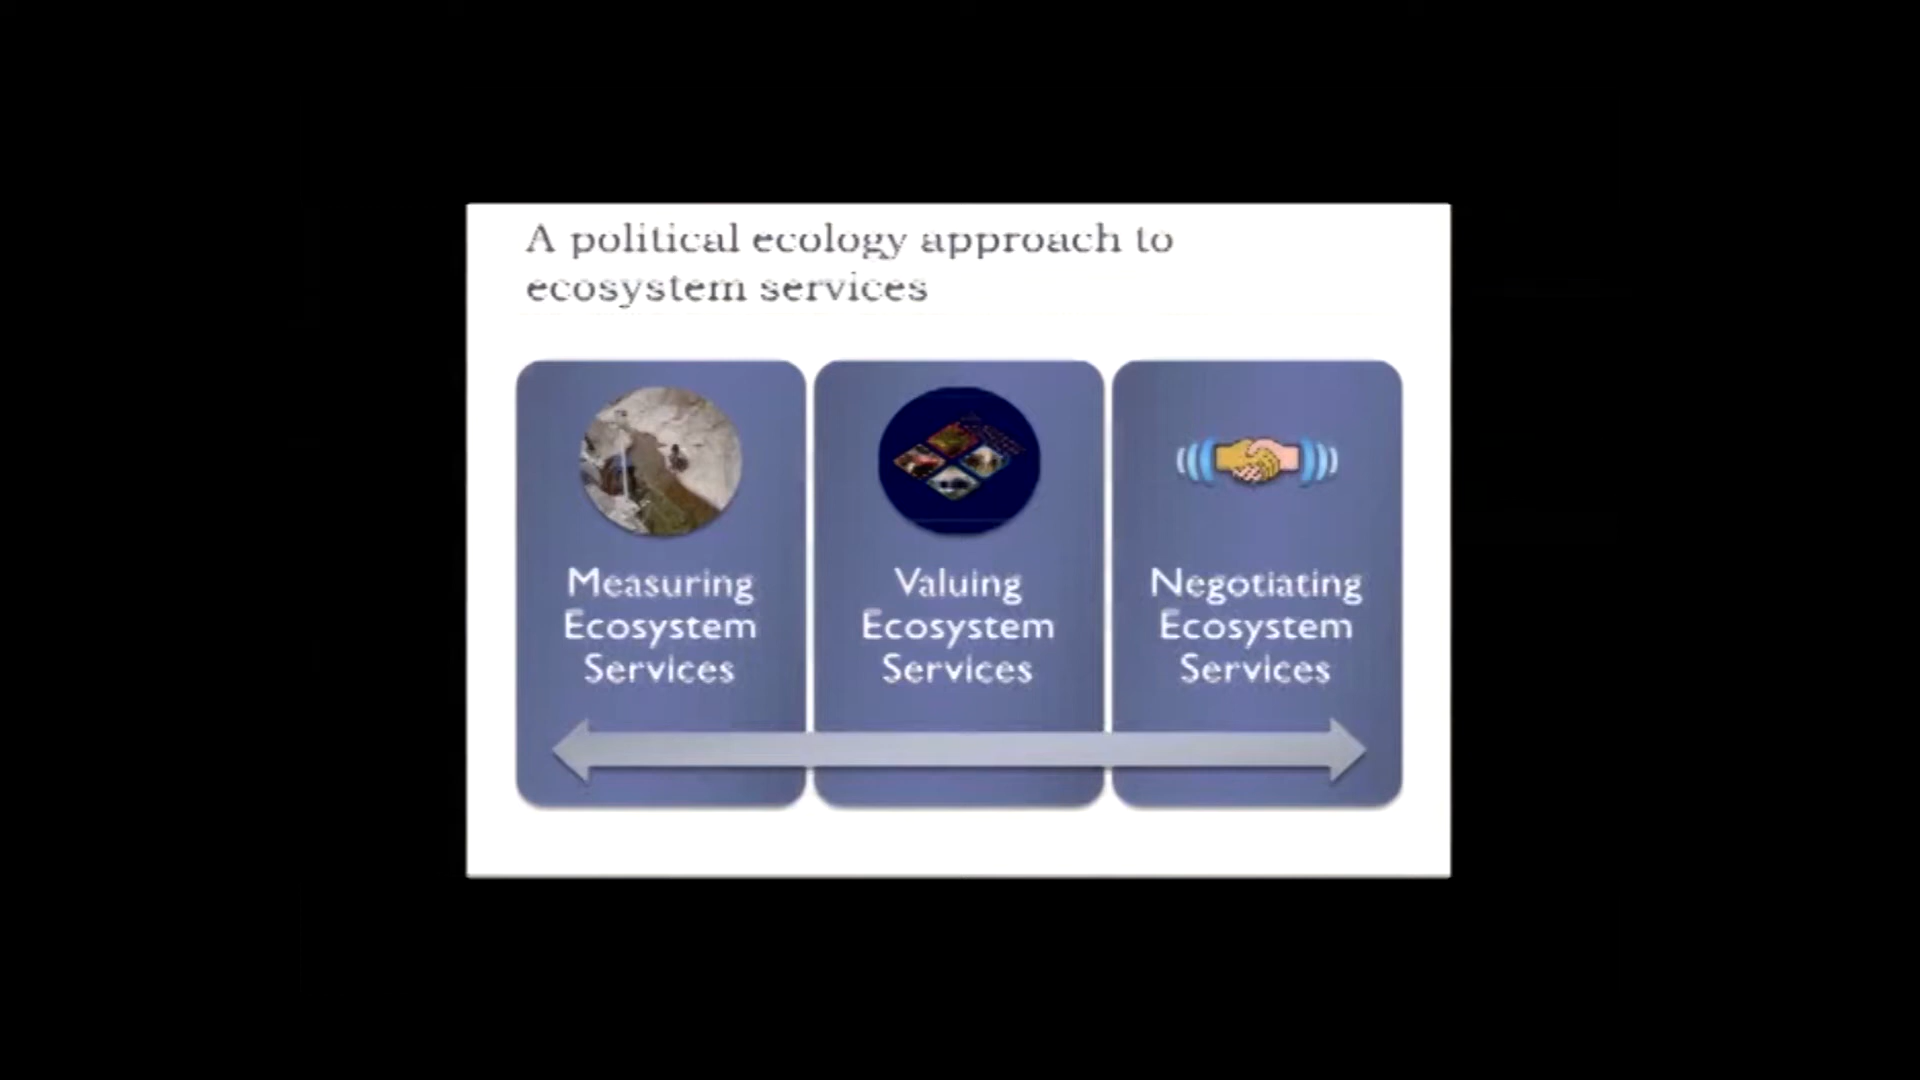 A political ecology approach to
ecosystem services
Measuring
Ecosystem
Services
Valuing
Ecosystem
Services
Negotiating
Ecosystem
Services